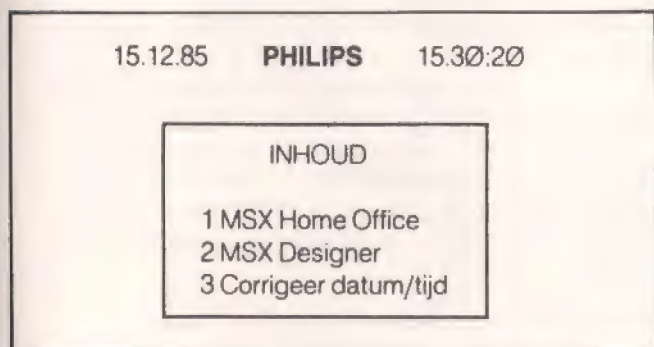 15.12.85 PHILIPS 15.3Ø:2Ø
INHOUD
1 MSX Home Office
2 MSX Designer
3 Corrigeer datum/tijd